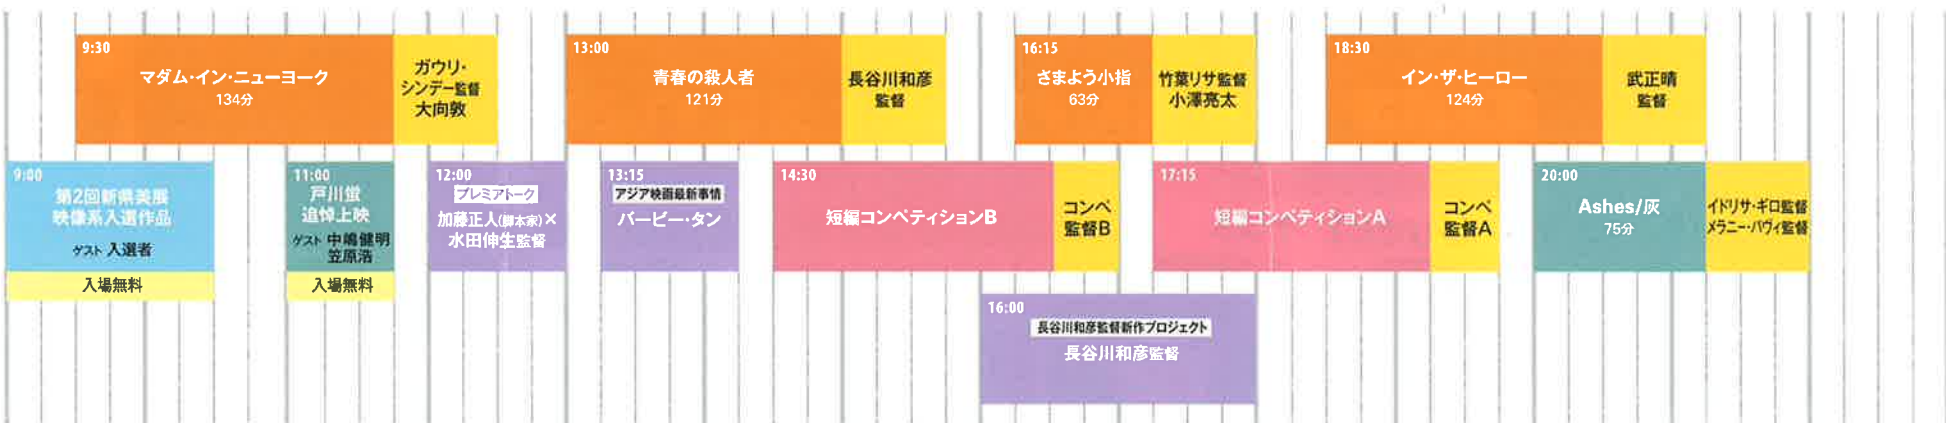 9:30
マダム・イン・ニューヨーク
134分
ガウリ・
シンデー監督
大向敦
13:00
青春の殺人者
121分
長谷川和彦
監督
16:15
さまよう小指
63分
竹葉リサ監督
小澤亮太
18:30
イン・ザ・ヒーロー
124分
武正晴
監督
9:00
第2回新県美展
映像系入選作品
ゲスト 入選者
入場無料
11:00
戸川蛍
追悼上映
ゲスト 中嶋健明
笠原浩
入場無料
12:00
プレミアトーク
加藤正人(脚本家)×
水田伸生監督
13:15
アジア映画最新事情
バービー・タン
14:30
短編コンペティションB
コンペ
監督B
17:15
短編コンペティションA
コンペ
監督A
20:00
Ashes/灰
75分
イドリサ・ギロ監督
メラニー・パヴィ監督
16:00
長谷川和彦監督新作プロジェクト
長谷川和彦監督